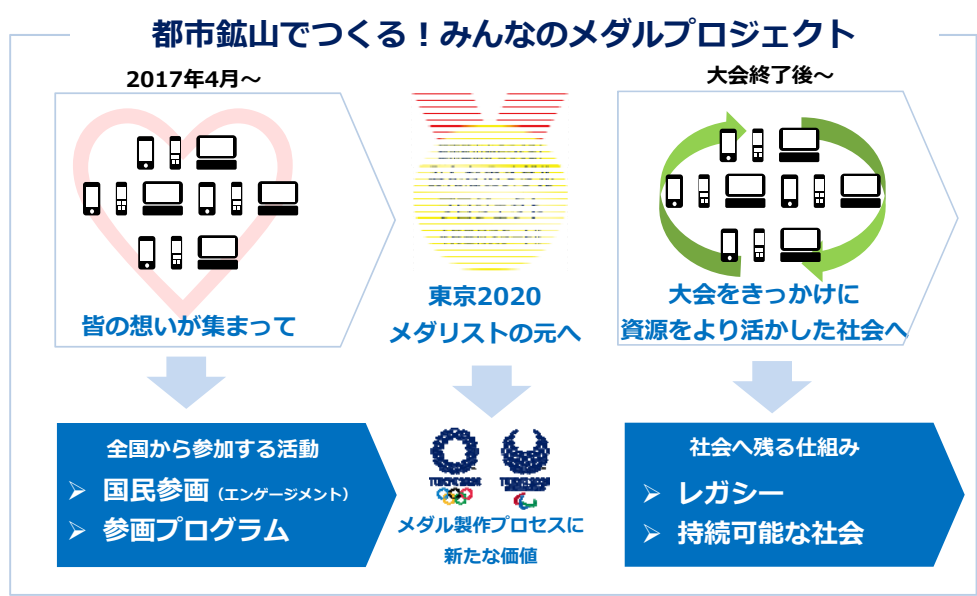 都市鉱山でつくる！みんなのメダルプロジェクト
2017年4月～
皆の想いが集まって
東京2020
メダリストの元へ
大会終了後～
大会をきっかけに
資源をより活かした社会へ
全国から参加する活動
➢ 国民参画（エンゲージメント）
➢ 参画プログラム
TOKYO 2020
TOKYO 2020
メダル製作プロセスに
新たな価値
社会へ残る仕組み
➢ レガシー
➢ 持続可能な社会